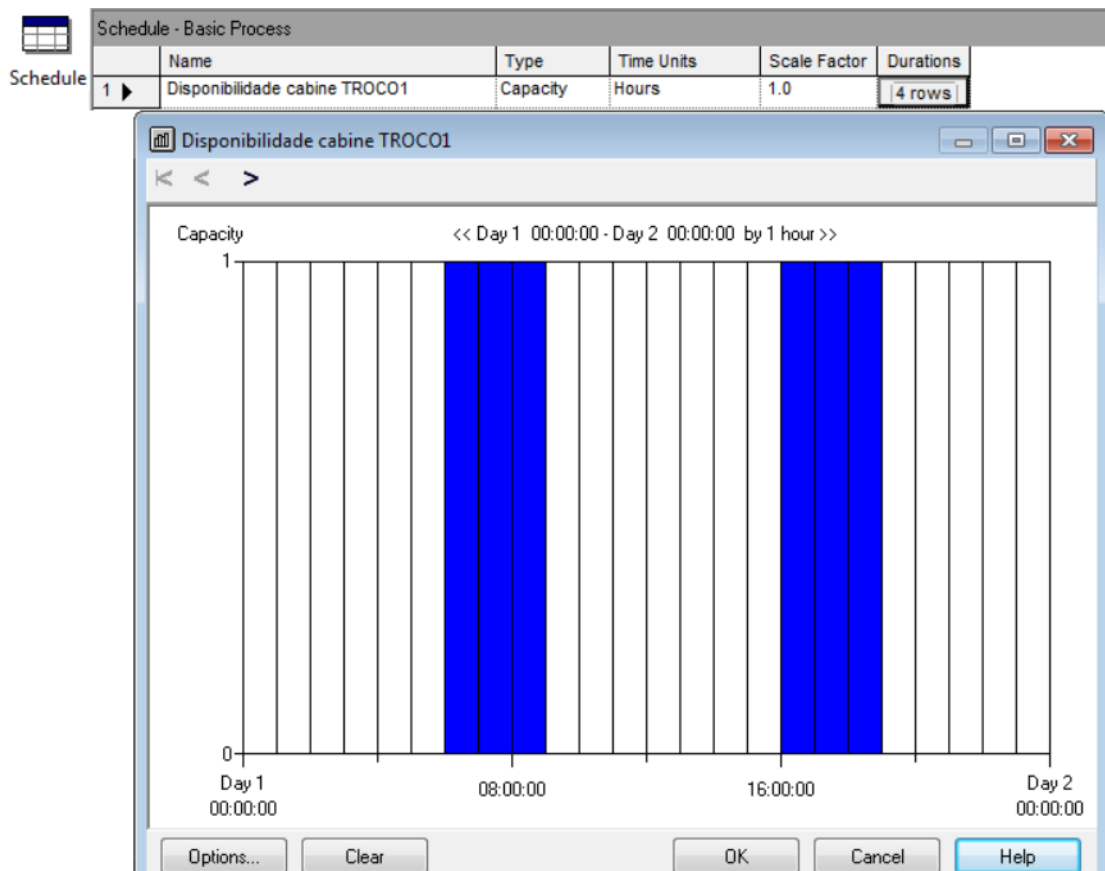 Schedule
Schedule - Basic Process
Name Type Time Units Scale Factor Durations
1 Disponibilidade cabine TROCO1 Capacity Hours 1.0 4 rows
Disponibilidade cabine TROCO1
Capacity << Day 1 00:00:00 - Day 2 00:00:00 by 1 hour >>
1
0
Day 1 08:00:00 16:00:00 Day 2
00:00:00 00:00:00
Options... Clear OK Cancel Help